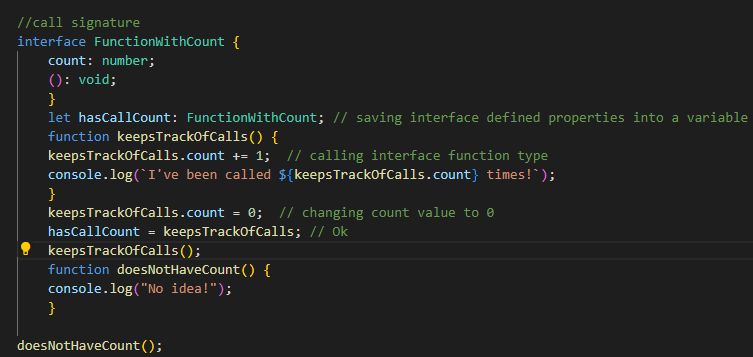 //call signature
interface FunctionWithCount {
count: number;
(): void;
}
let hasCallCount: FunctionWithCount; // saving interface defined properties into a variable
function keepsTrackOfCalls() {
keepsTrackOfCalls.count += 1;  // calling interface function type
console.log(`I've been called ${keepsTrackOfCalls.count} times!`);
}
keepsTrackOfCalls.count = 0;  // changing count value to 0
hasCallCount = keepsTrackOfCalls; // Ok
keepsTrackOfCalls();
function doesNotHaveCount() {
console.log("No idea!");
}
doesNotHaveCount();